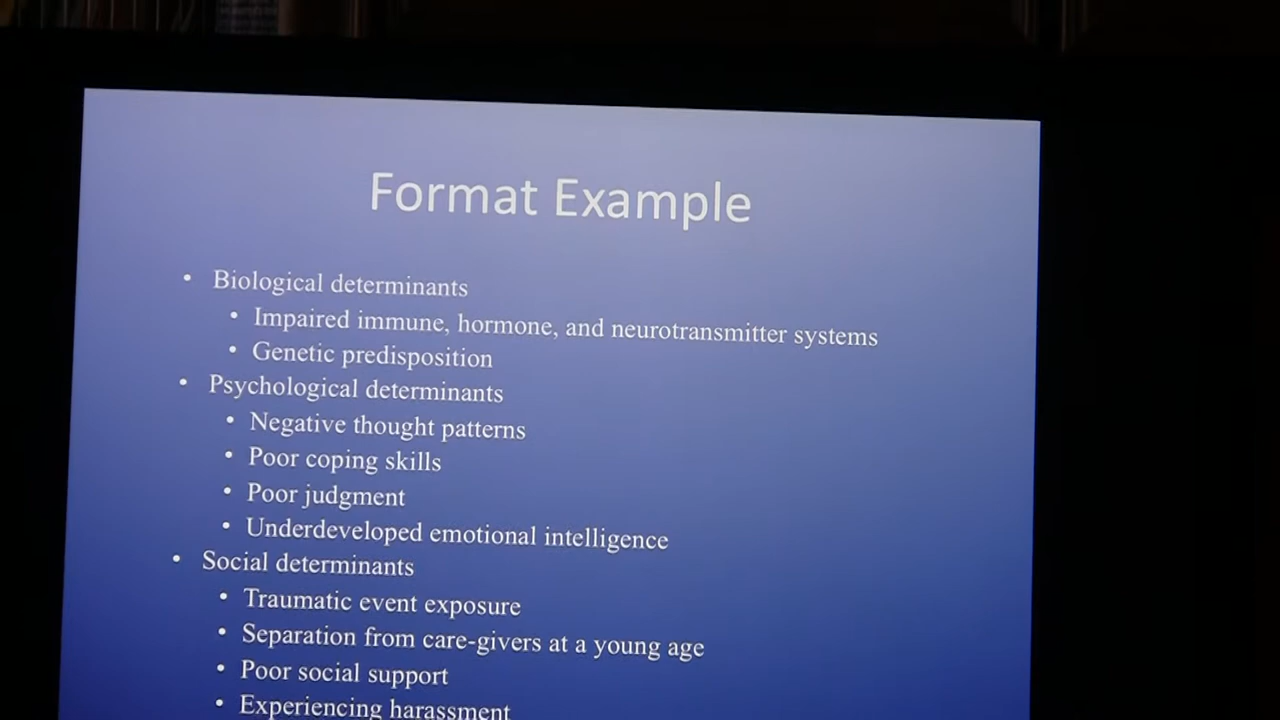 Format Example
• Biological determinants
• Impaired immune, hormone, and neurotransmitter systems
• Genetic predisposition
• Psychological determinants
• Negative thought patterns
• Poor coping skills
• Poor judgment
• Underdeveloped emotional intelligence
• Social determinants
• Traumatic event exposure
• Separation from care-givers at a young age
• Poor social support
• Experiencing harassment